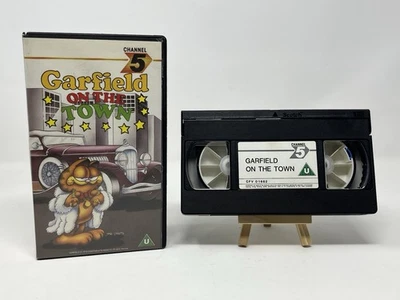 CHANNEL
5
Garfield
ON THE
TOWN
U
CHANNEL
5
GARFIELD
ON THE TOWN
U